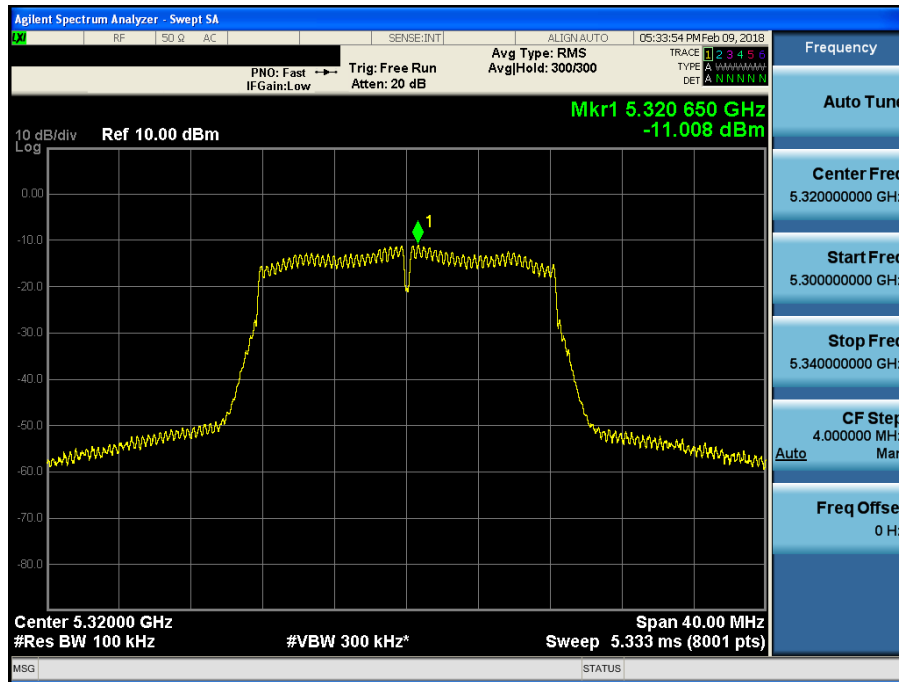 Agilent Spectrum Analyzer - Swept SA
LXI RF 50 Ω AC SENSE:INT ALIGN AUTO 05:33:54 PM Feb 09, 2018
PNO: Fast
IFGain:Low
Trig: Free Run
Atten: 20 dB
Avg Type: RMS
Avg|Hold: 300/300
TRACE 1 2 3 4 5 6
TYPE A WWWWWW
DET A N N N N N
Mkr1 5.320 650 GHz
-11.008 dBm
10 dB/div Ref 10.00 dBm
Log
0.00
-10.0
-20.0
-30.0
-40.0
-50.0
-60.0
-70.0
-80.0
1
Center 5.32000 GHz
Span 40.00 MHz
#Res BW 100 kHz
#VBW 300 kHz*
Sweep 5.333 ms (8001 pts)
MSG
STATUS
Frequency
Auto Tune
Center Freq
5.320000000 GHz
Start Freq
5.300000000 GHz
Stop Freq
5.340000000 GHz
CF Step
4.000000 MHz
Auto Man
Freq Offset
0 Hz